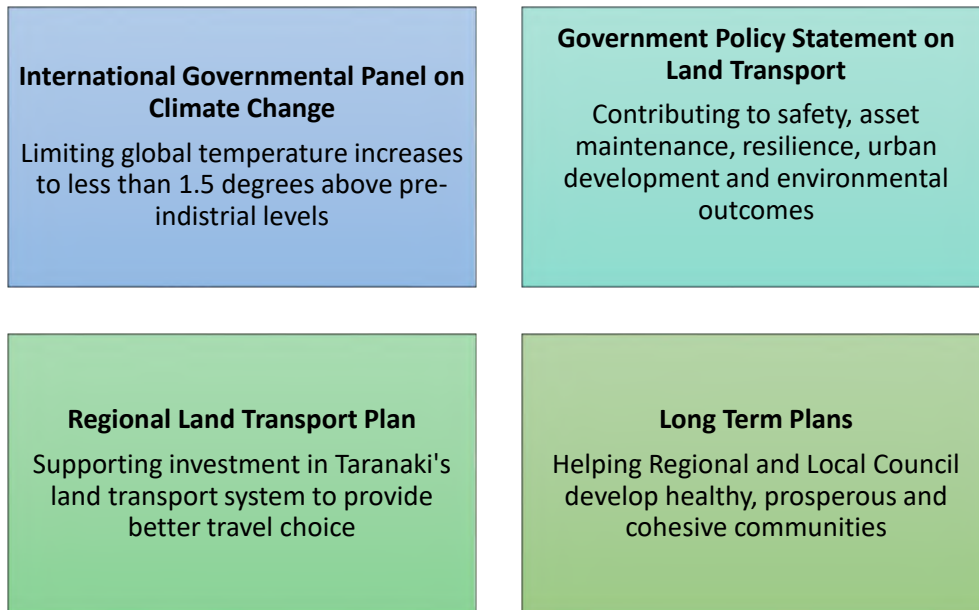 International Governmental Panel on
Climate Change
Limiting global temperature increases
to less than 1.5 degrees above pre-
indistrial levels
Government Policy Statement on
Land Transport
Contributing to safety, asset
maintenance, resilience, urban
development and environmental
outcomes
Regional Land Transport Plan
Supporting investment in Taranaki's
land transport system to provide
better travel choice
Long Term Plans
Helping Regional and Local Council
develop healthy, prosperous and
cohesive communities